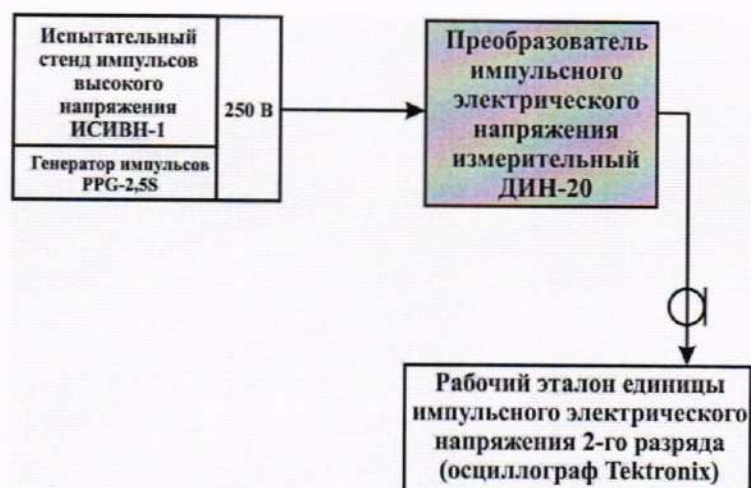 Испытательный
стенд импульсов
высокого
напряжения
ИСИВН-1
250 В
Генератор импульсов
PPG-2,5S
Преобразователь
импульсного
электрического
напряжения
измерительный
ДИН-20
Рабочий эталон единицы
импульсного электрического
напряжения 2-го разряда
(осциллограф Tektronix)